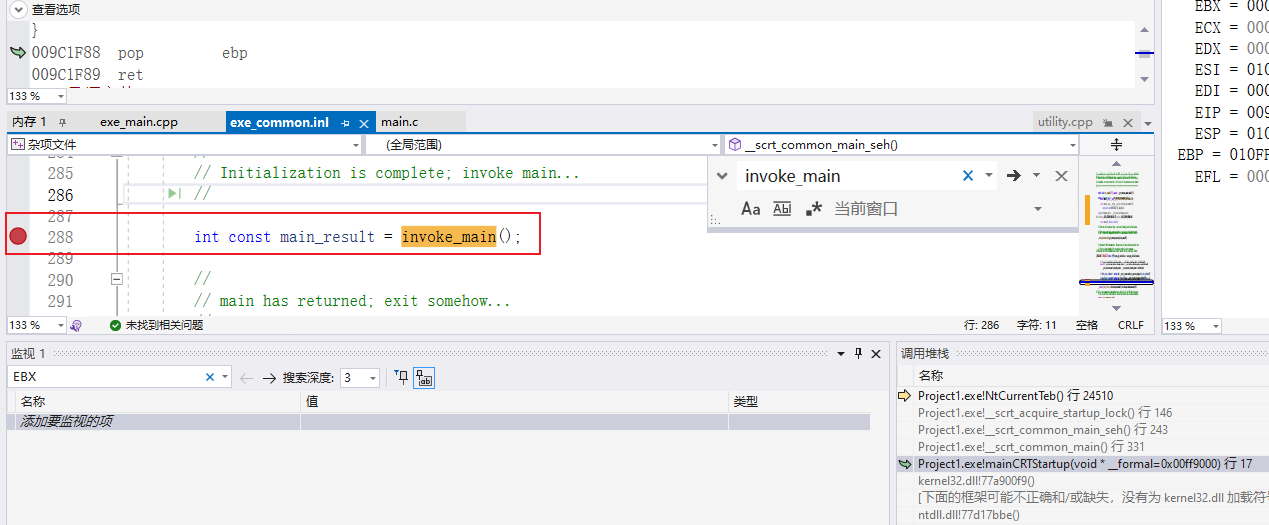 查看选项
}
009C1F88 pop ebp
009C1F89 ret
133 %
EBX = 000
ECX = 000
EDX = 000
ESI = 010
EDI = 000
EIP = 009
ESP = 010
EBP = 010FF
EFL = 000
内存 1 exe_main.cpp exe_common.inl main.c utility.cpp
杂项文件 (全局范围) __scrt_common_main_seh()
285 // Initialization is complete; invoke main...
286 //
287
288 int const main_result = invoke_main();
289
290 //
291 // main has returned; exit somehow...
invoke_main
Aa Abl .* 当前窗口
133 % 未找到相关问题 行: 286 字符: 11 空格 CRLF
133 %
监视 1
EBX 搜索深度: 3
名称 值 类型
添加要监视的项
调用堆栈
名称
Project1.exe!NtCurrentTeb() 行 24510
Project1.exe!__scrt_acquire_startup_lock() 行 146
Project1.exe!__scrt_common_main_seh() 行 243
Project1.exe!__scrt_common_main() 行 331
Project1.exe!mainCRTStartup(void * __formal=0x00ff9000) 行 17
kernel32.dll!77a900f9()
[下面的框架可能不正确和/或缺失，没有为 kernel32.dll 加载符
ntdll.dll!77d17bbe()